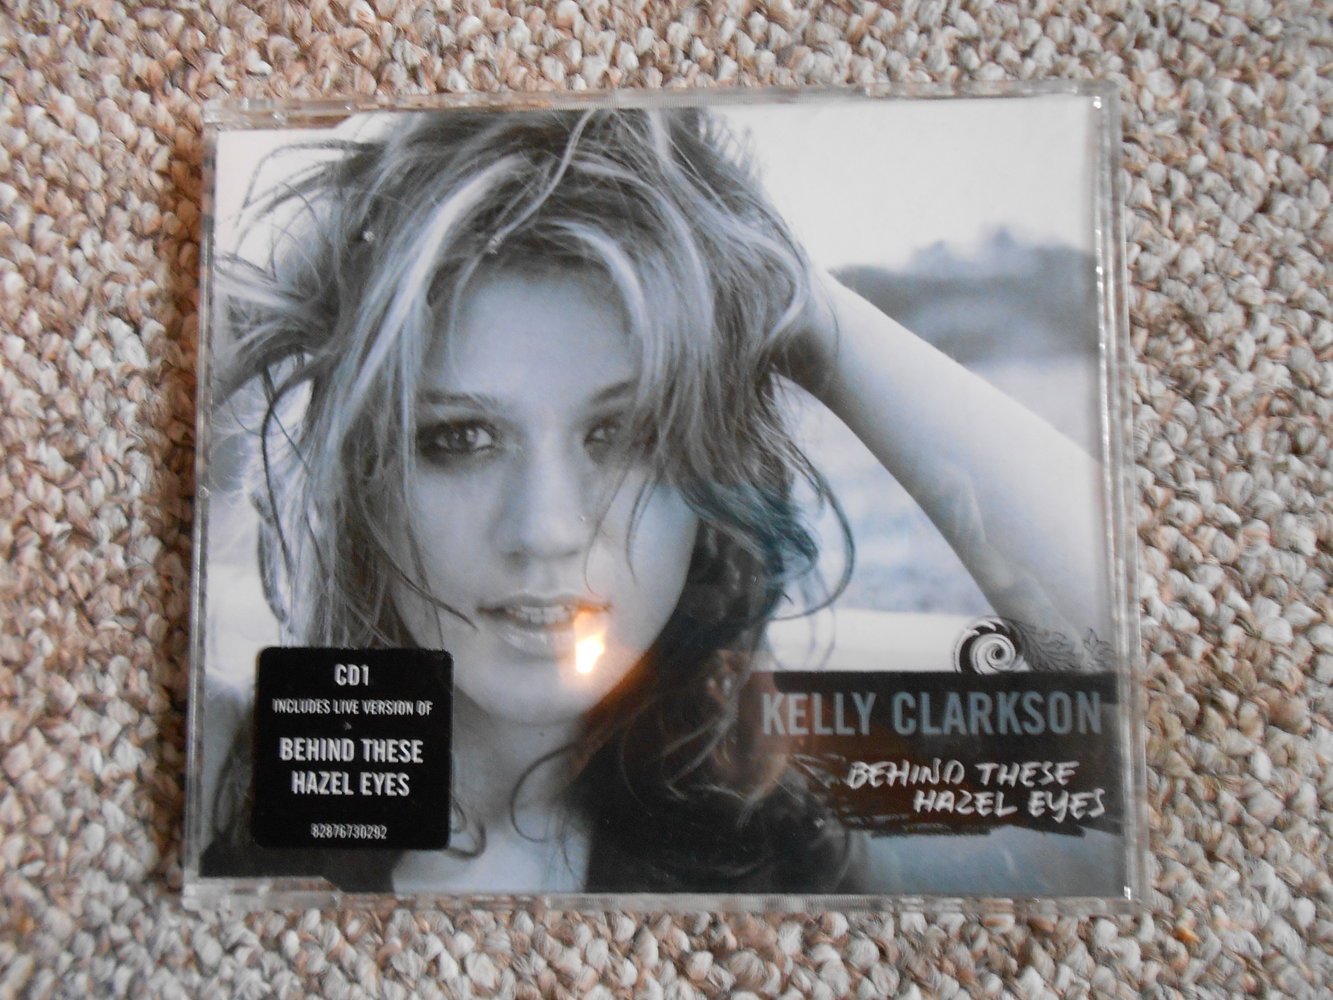 CD1
INCLUDES LIVE VERSION OF
BEHIND THESE
HAZEL EYES
82876730292
KELLY CLARKSON
BEHIND THESE
HAZEL EYES